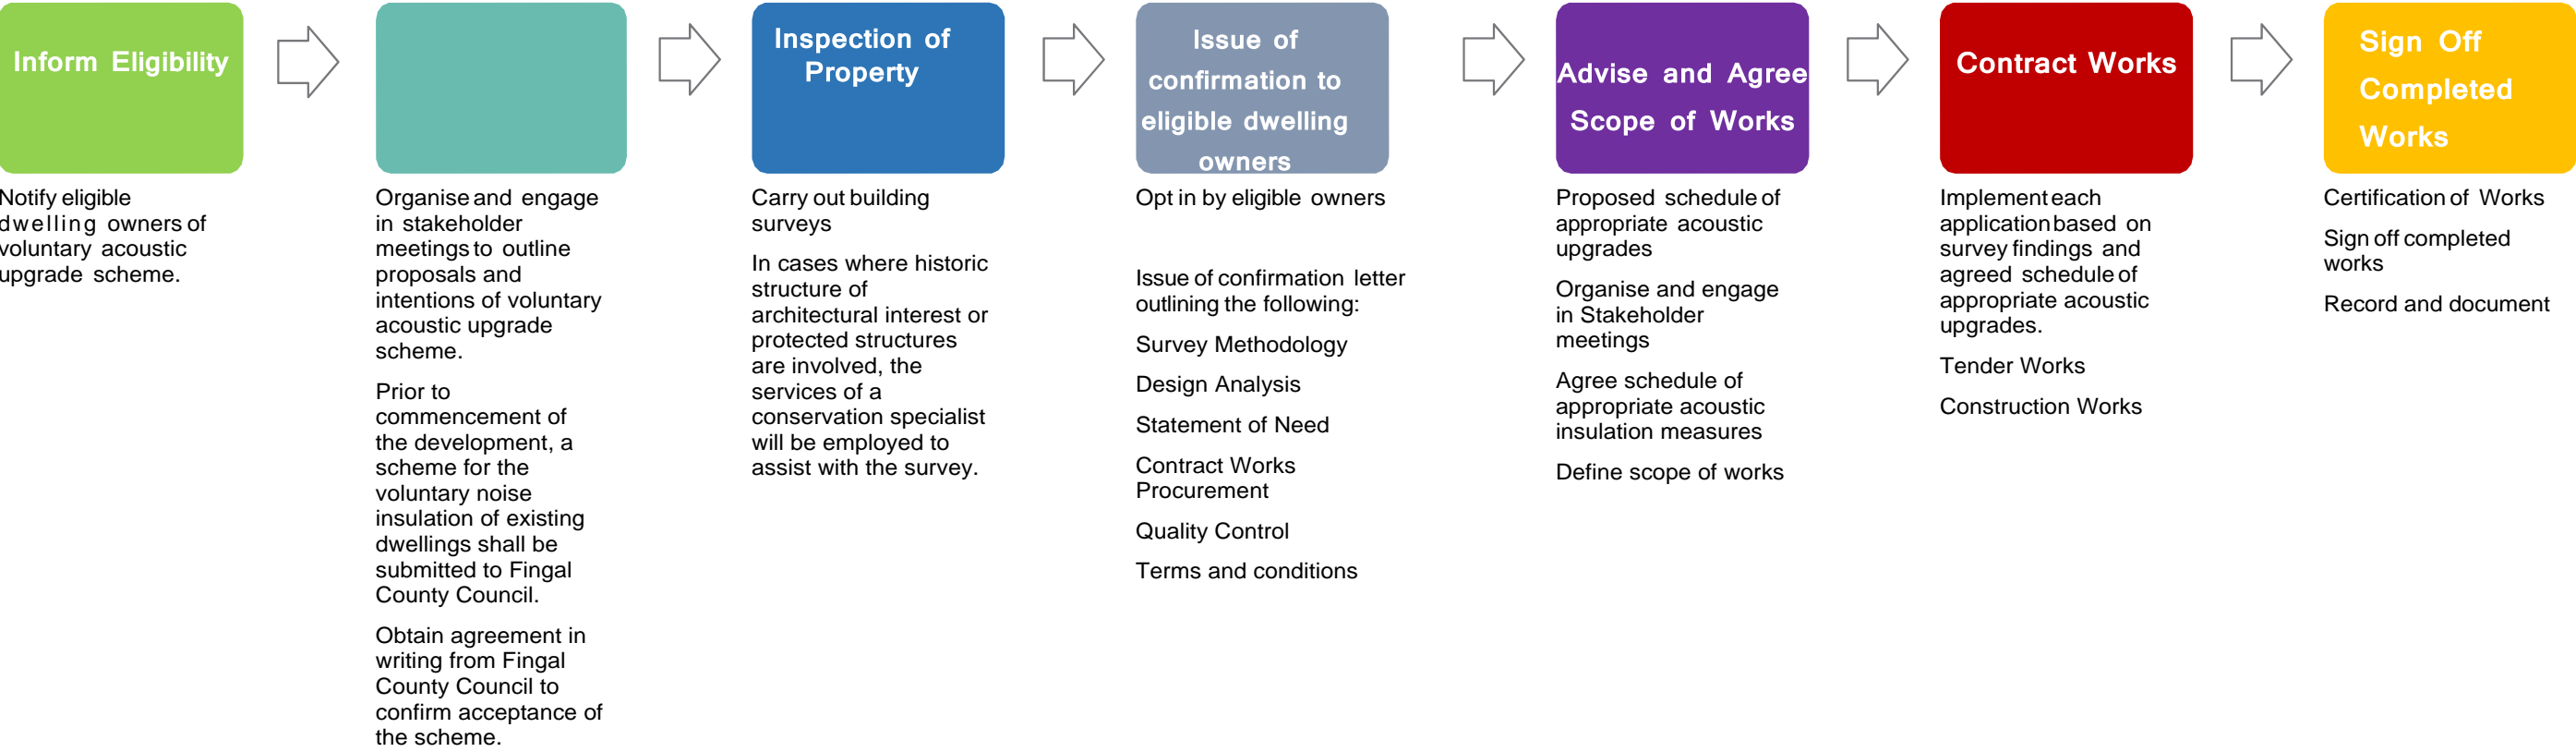 Inform Eligibility
Notify eligible
dwelling owners of
voluntary acoustic
upgrade scheme.
Organise and engage
in stakeholder
meetings to outline
proposals and
intentions of voluntary
acoustic upgrade
scheme.
Prior to
commencement of
the development, a
scheme for the
voluntary noise
insulation of existing
dwellings shall be
submitted to Fingal
County Council.
Obtain agreement in
writing from Fingal
County Council to
confirm acceptance of
the scheme.
Inspection of
Property
Carry out building
surveys
In cases where historic
structure of
architectural interest or
protected structures
are involved, the
services of a
conservation specialist
will be employed to
assist with the survey.
Issue of
confirmation to
eligible dwelling
owners
Opt in by eligible owners
Issue of confirmation letter
outlining the following:
Survey Methodology
Design Analysis
Statement of Need
Contract Works
Procurement
Quality Control
Terms and conditions
Advise and Agree
Scope of Works
Proposed schedule of
appropriate acoustic
upgrades
Organise and engage
in Stakeholder
meetings
Agree schedule of
appropriate acoustic
insulation measures
Define scope of works
Contract Works
Implement each
application based on
survey findings and
agreed schedule of
appropriate acoustic
upgrades.
Tender Works
Construction Works
Sign Off
Completed
Works
Certification of Works
Sign off completed
works
Record and document